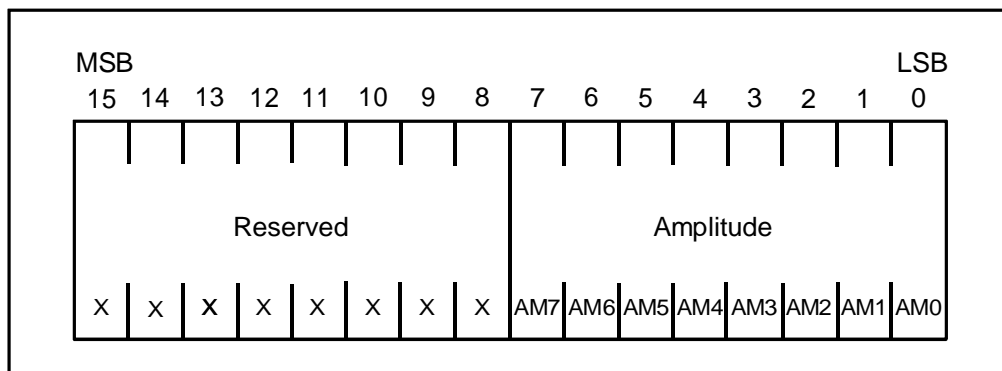 MSB LSB
15 14 13 12 11 10 9 8 7 6 5 4 3 2 1 0
Reserved Amplitude
X X X X X X X X AM7 AM6 AM5 AM4 AM3 AM2 AM1 AM0